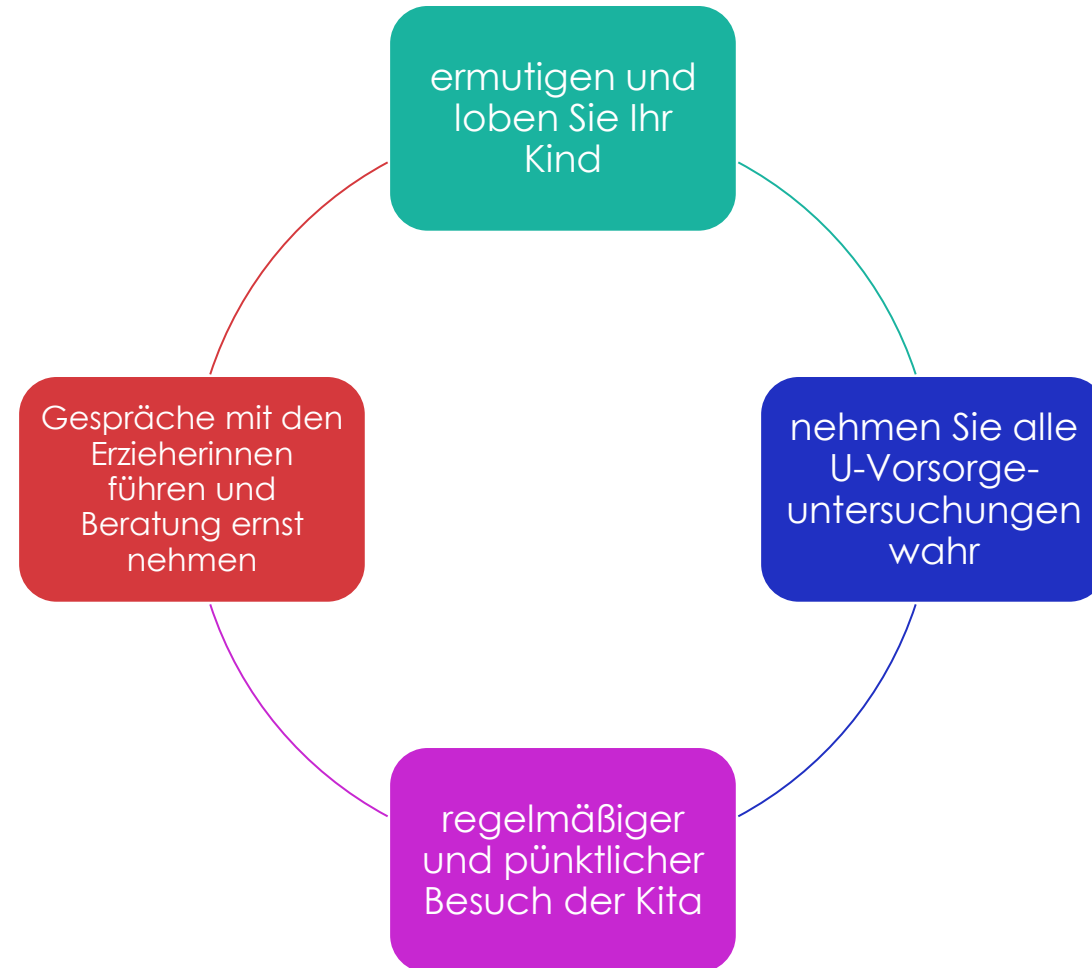 ermutigen und
loben Sie Ihr
Kind
nehmen Sie alle
U-Vorsorge-
untersuchungen
wahr
regelmäßiger
und pünktlicher
Besuch der Kita
Gespräche mit den
Erzieherinnen
führen und
Beratung ernst
nehmen